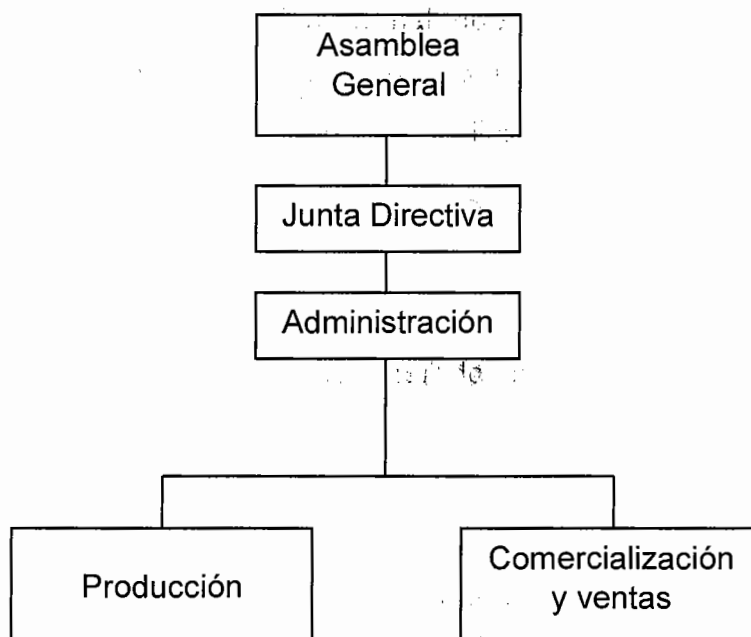 Asamblea
General
Junta Directiva
Administración
Producción
Comercialización
y ventas